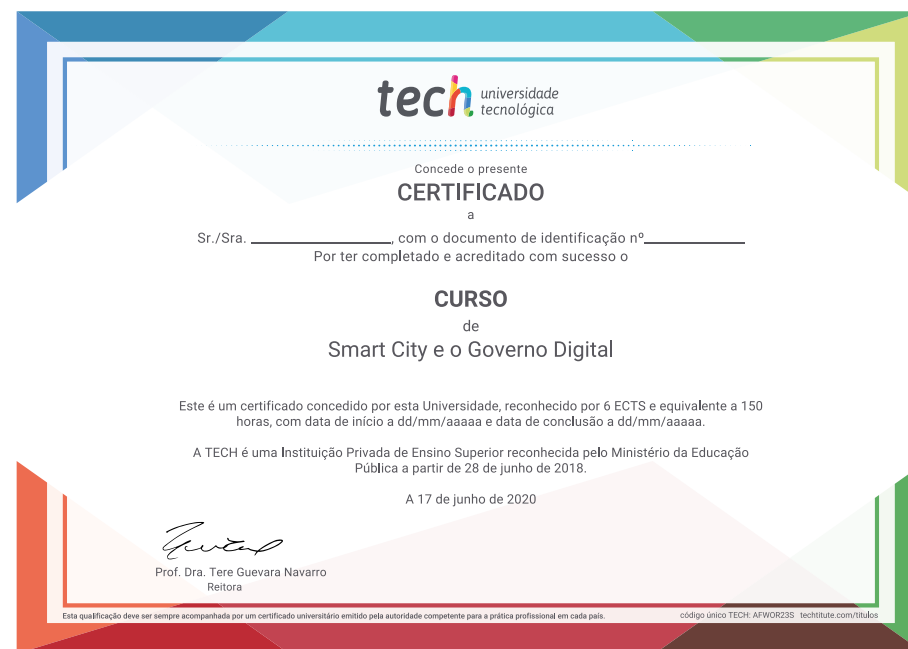 tech universidade
tecnológica
Concede o presente
CERTIFICADO
a
Sr./Sra. ____________________, com o documento de identificação nº______________
Por ter completado e acreditado com sucesso o
CURSO
de
Smart City e o Governo Digital
Este é um certificado concedido por esta Universidade, reconhecido por 6 ECTS e equivalente a 150
horas, com data de início a dd/mm/aaaaa e data de conclusão a dd/mm/aaaaa.
A TECH é uma Instituição Privada de Ensino Superior reconhecida pelo Ministério da Educação
Pública a partir de 28 de junho de 2018.
A 17 de junho de 2020
Prof. Dra. Tere Guevara Navarro
Reitora
Esta qualificação deve ser sempre acompanhada por um certificado universitário emitido pela autoridade competente para a prática profissional em cada país.
código único TECH: AFWOR23S techtitute.com/titulos